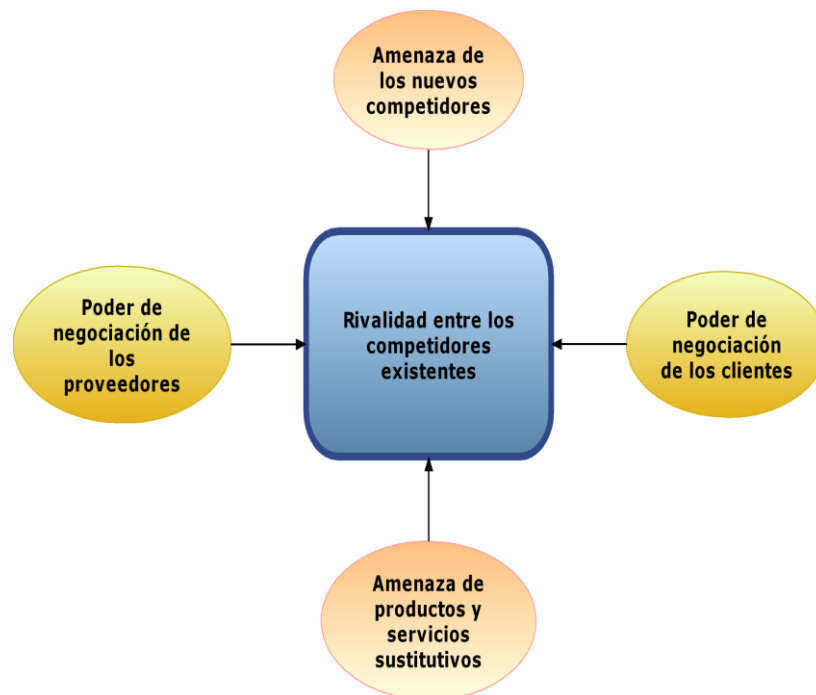 Amenaza de
los nuevos
competidores
Poder de
negociación de
los
proveedores
Rivalidad entre los
competidores
existentes
Poder de
negociación
de los clientes
Amenaza de
productos y
servicios
sustitutivos